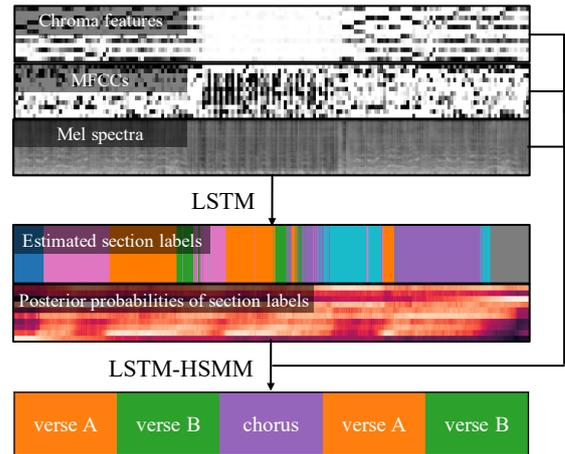 Chroma features
MFCCs
Mel spectra
LSTM
Estimated section labels
Posterior probabilities of section labels
LSTM-HSMM
verse A verse B chorus verse A verse B